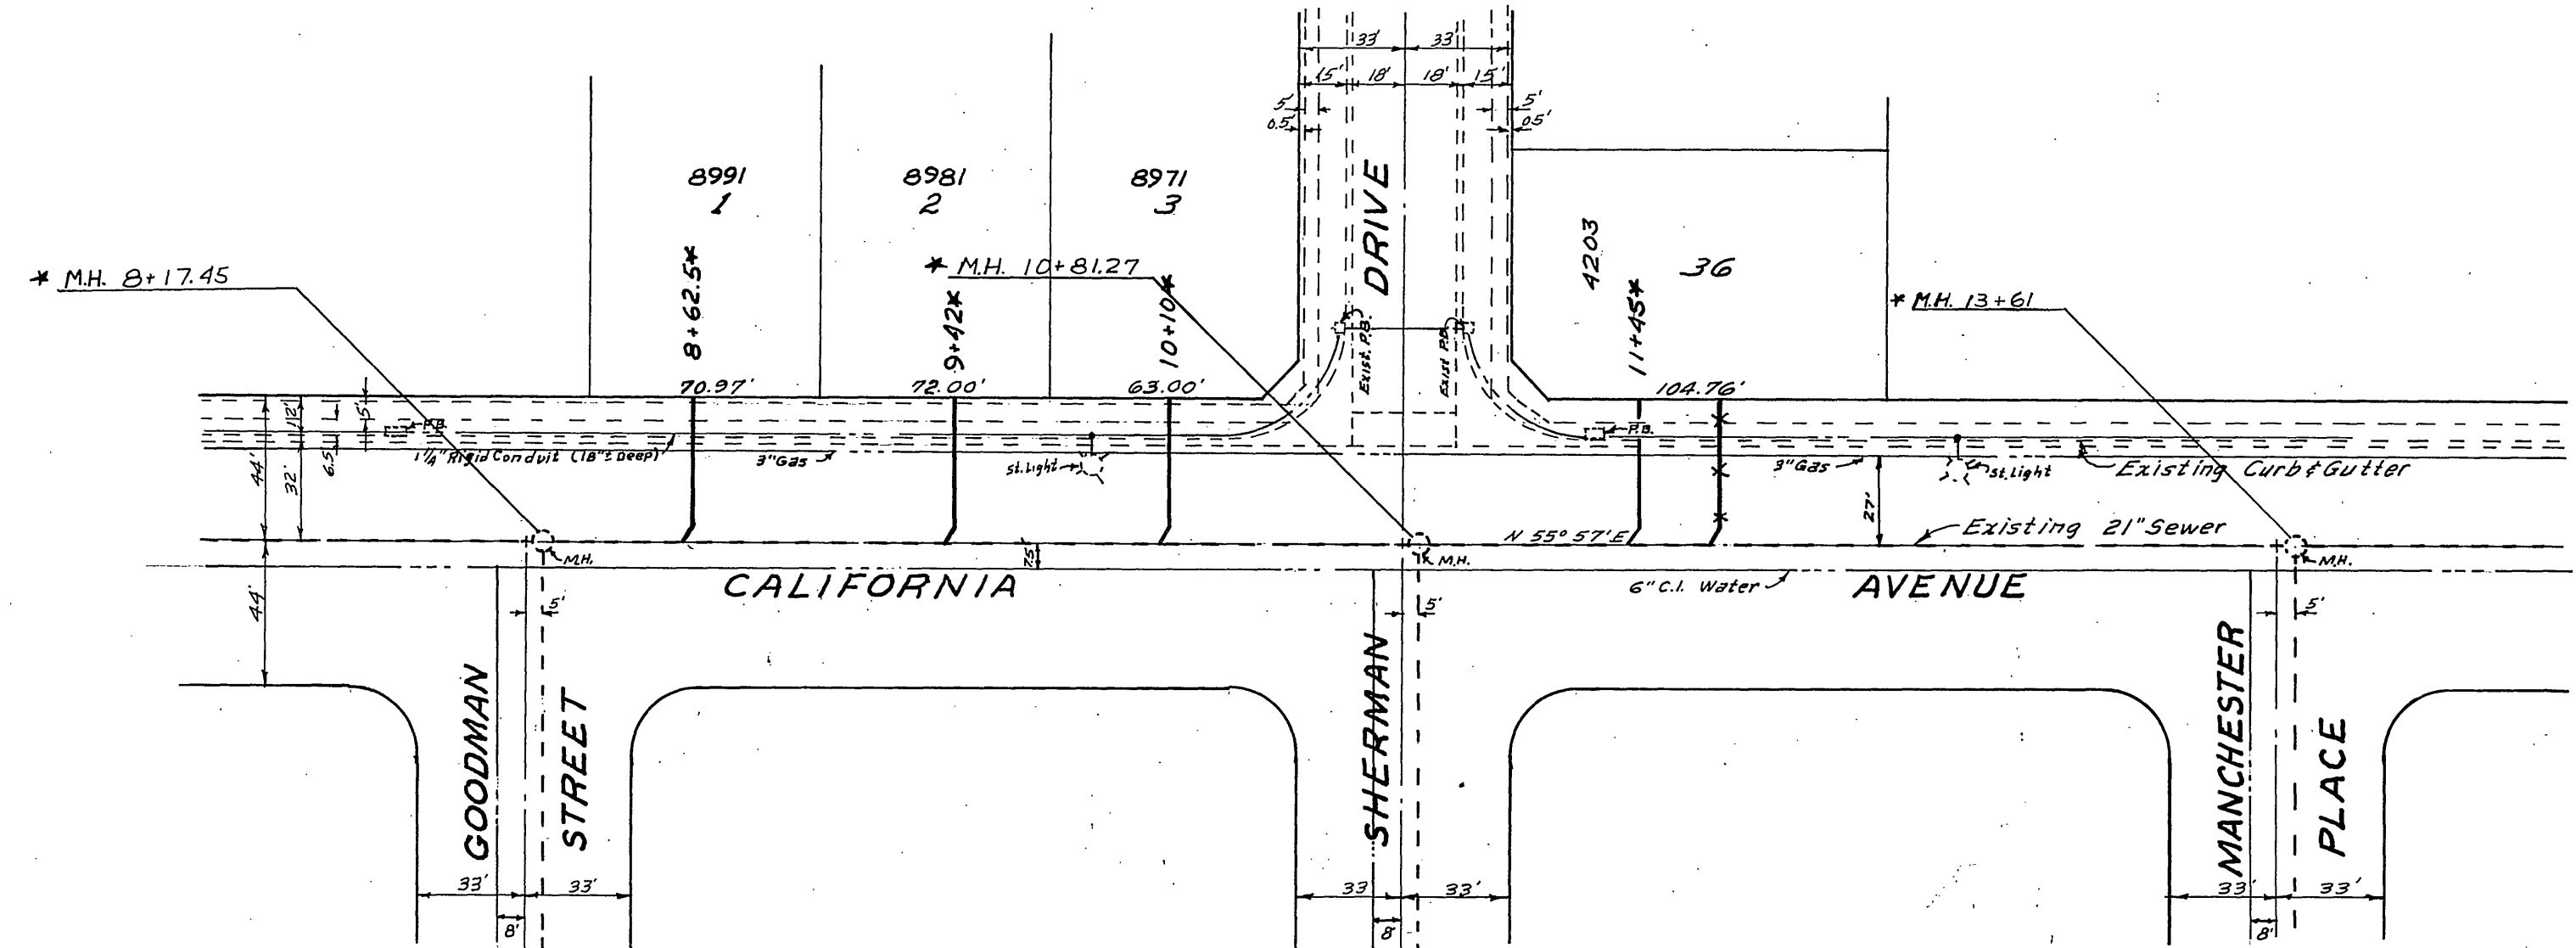 33' 33'
15' 18' 18' 15'
5' 5'
0.5' 05'
8991
1
8981
2
8971
3
DRIVE
4203
36
* M.H. 8+17.45
* M.H. 10+81.27
* M.H. 13+61
8+62.5*
9+42*
10+10*
11+45*
Exist. P.B.
Exist P.B.
70.97'
72.00'
63.00'
104.76'
12'
5'
6.5'
44'
32'
P.B.
P.B.
1¼" Rigid Conduit (18"± Deep)
3" Gas
St. Light
3" Gas
St. Light
Existing Curb & Gutter
27'
N 55° 57' E
Existing 21" Sewer
M.H.
7.5'
M.H.
M.H.
CALIFORNIA AVENUE
6" C.I. Water
44'
5'
5'
5'
GOODMAN
STREET
SHERMAN
MANCHESTER
PLACE
33' 33'
33 33'
33' 33'
8'
8'
8'